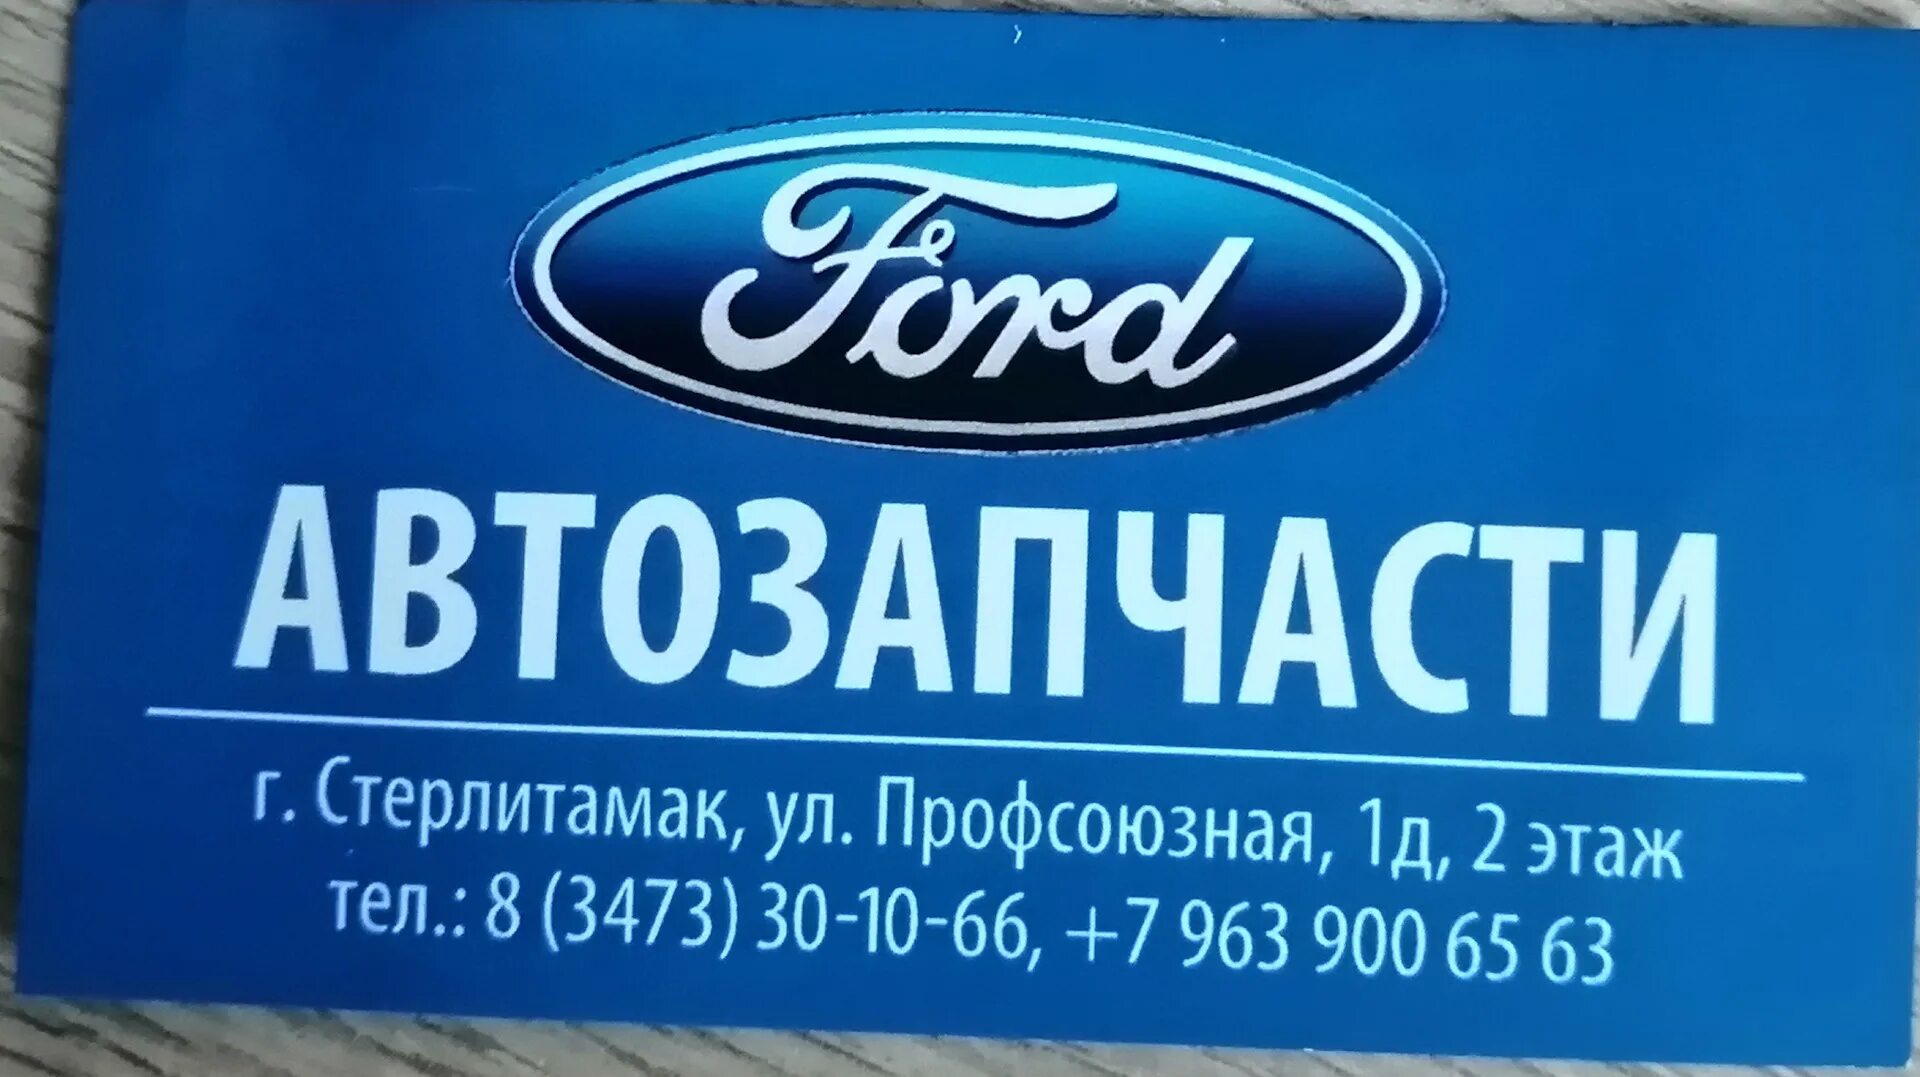 Ford
АВТОЗАПЧАСТИ
г. Стерлитамак, ул. Профсоюзная, 1д, 2 этаж
тел.: 8 (3473) 30-10-66, +7 963 900 65 63